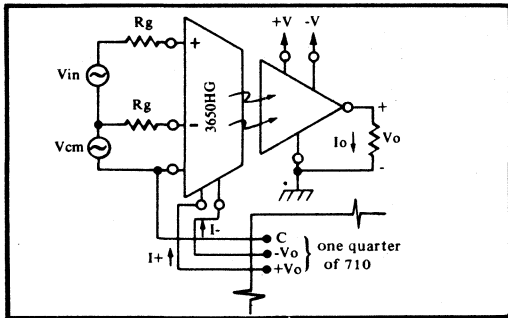 +V -V
Rg
+
Vin
3650HG
Rg
-
+
Io
Vo
-
Vcm
I-
I+
C
-Vo
+Vo
one quarter
of 710